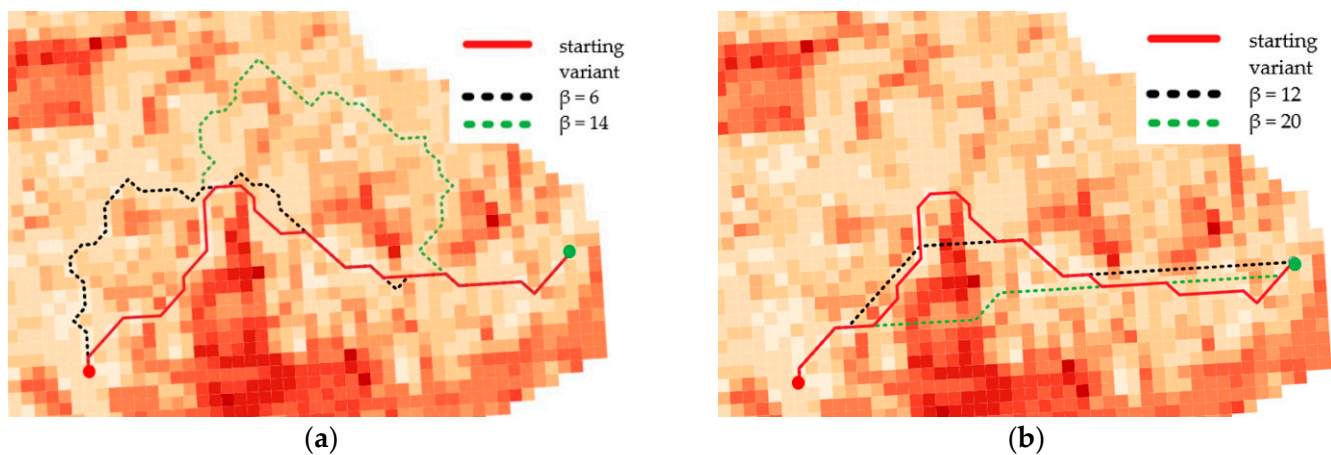 starting
variant
β = 6
β = 14
(a)
starting
variant
β = 12
β = 20
(b)